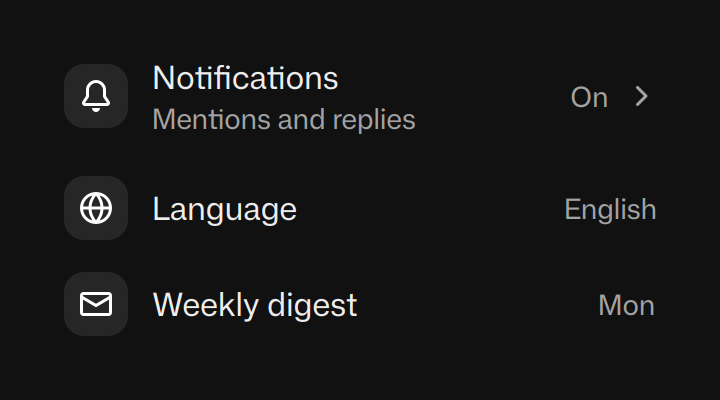 Notifications
Mentions and replies
On
Language
English
Weekly digest
Mon